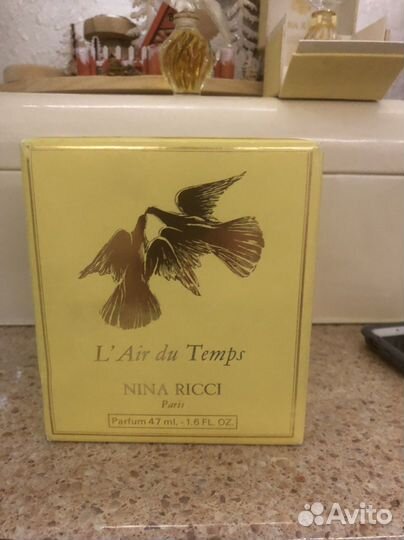 L'Air du Temps
NINA RICCI
Paris
Parfum 47 ml. - 1.6 FL. OZ.
Avito